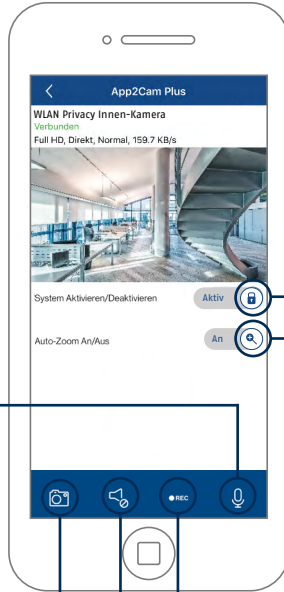 App2Cam Plus
WLAN Privacy Innen-Kamera
Verbunden
Full HD, Direkt, Normal, 159.7 KB/s
System Aktivieren/Deaktivieren Aktiv
Auto-Zoom An/Aus An
REC